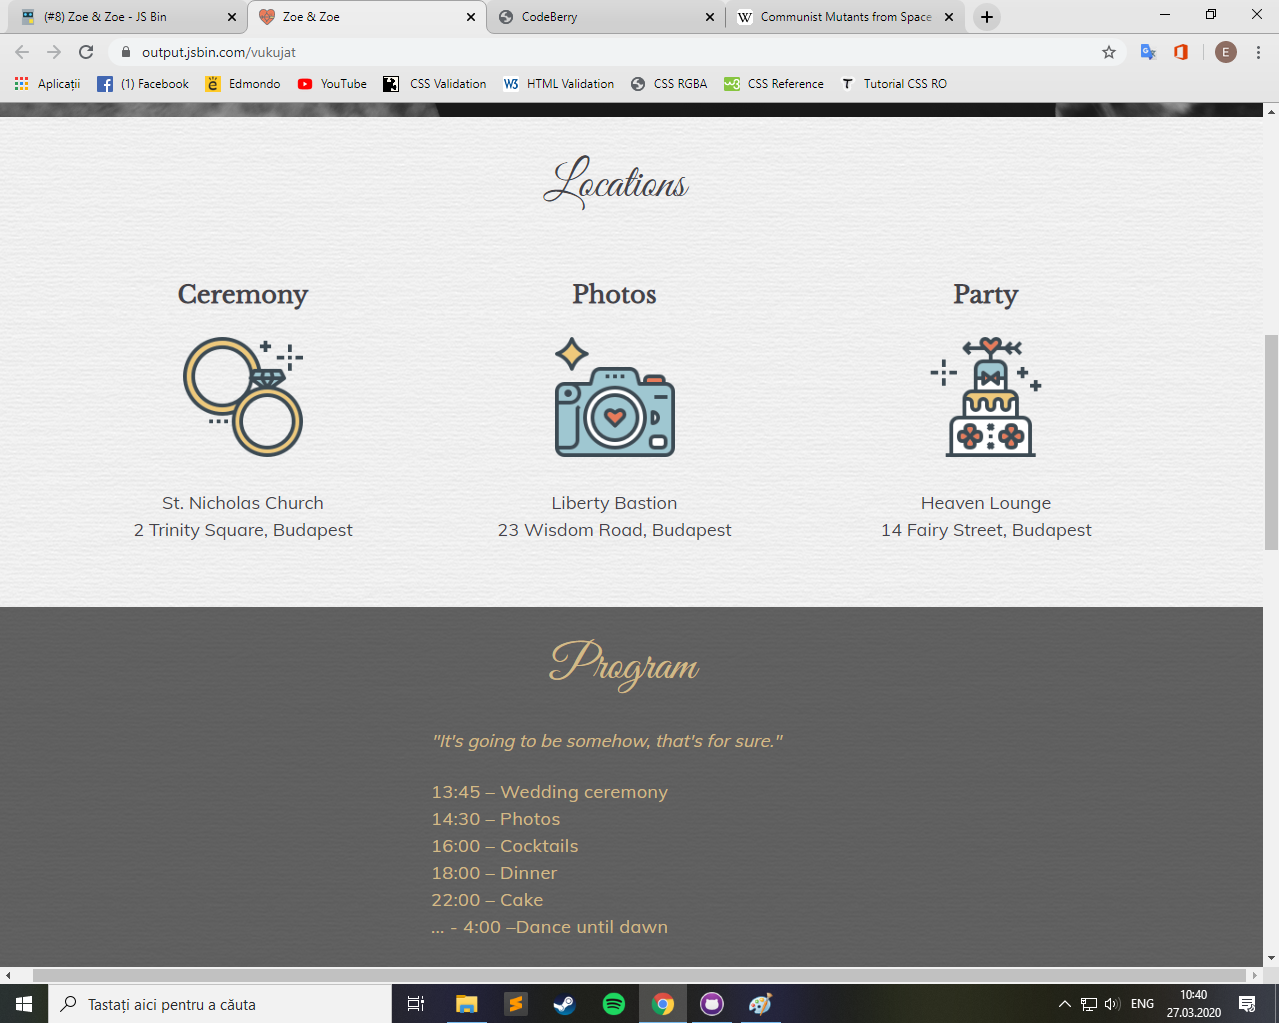 (#8) Zoe & Zoe - JS Bin
Zoe & Zoe
CodeBerry
Communist Mutants from Space
output.jsbin.com/vukujat
E
Aplicații
(1) Facebook
Edmondo
YouTube
CSS Validation
HTML Validation
CSS RGBA
CSS Reference
Tutorial CSS RO
Locations
Ceremony
Photos
Party
St. Nicholas Church
2 Trinity Square, Budapest
Liberty Bastion
23 Wisdom Road, Budapest
Heaven Lounge
14 Fairy Street, Budapest
Program
"It's going to be somehow, that's for sure."
13:45 – Wedding ceremony
14:30 – Photos
16:00 – Cocktails
18:00 – Dinner
22:00 – Cake
... - 4:00 –Dance until dawn
Tastați aici pentru a căuta
ENG
10:40
27.03.2020